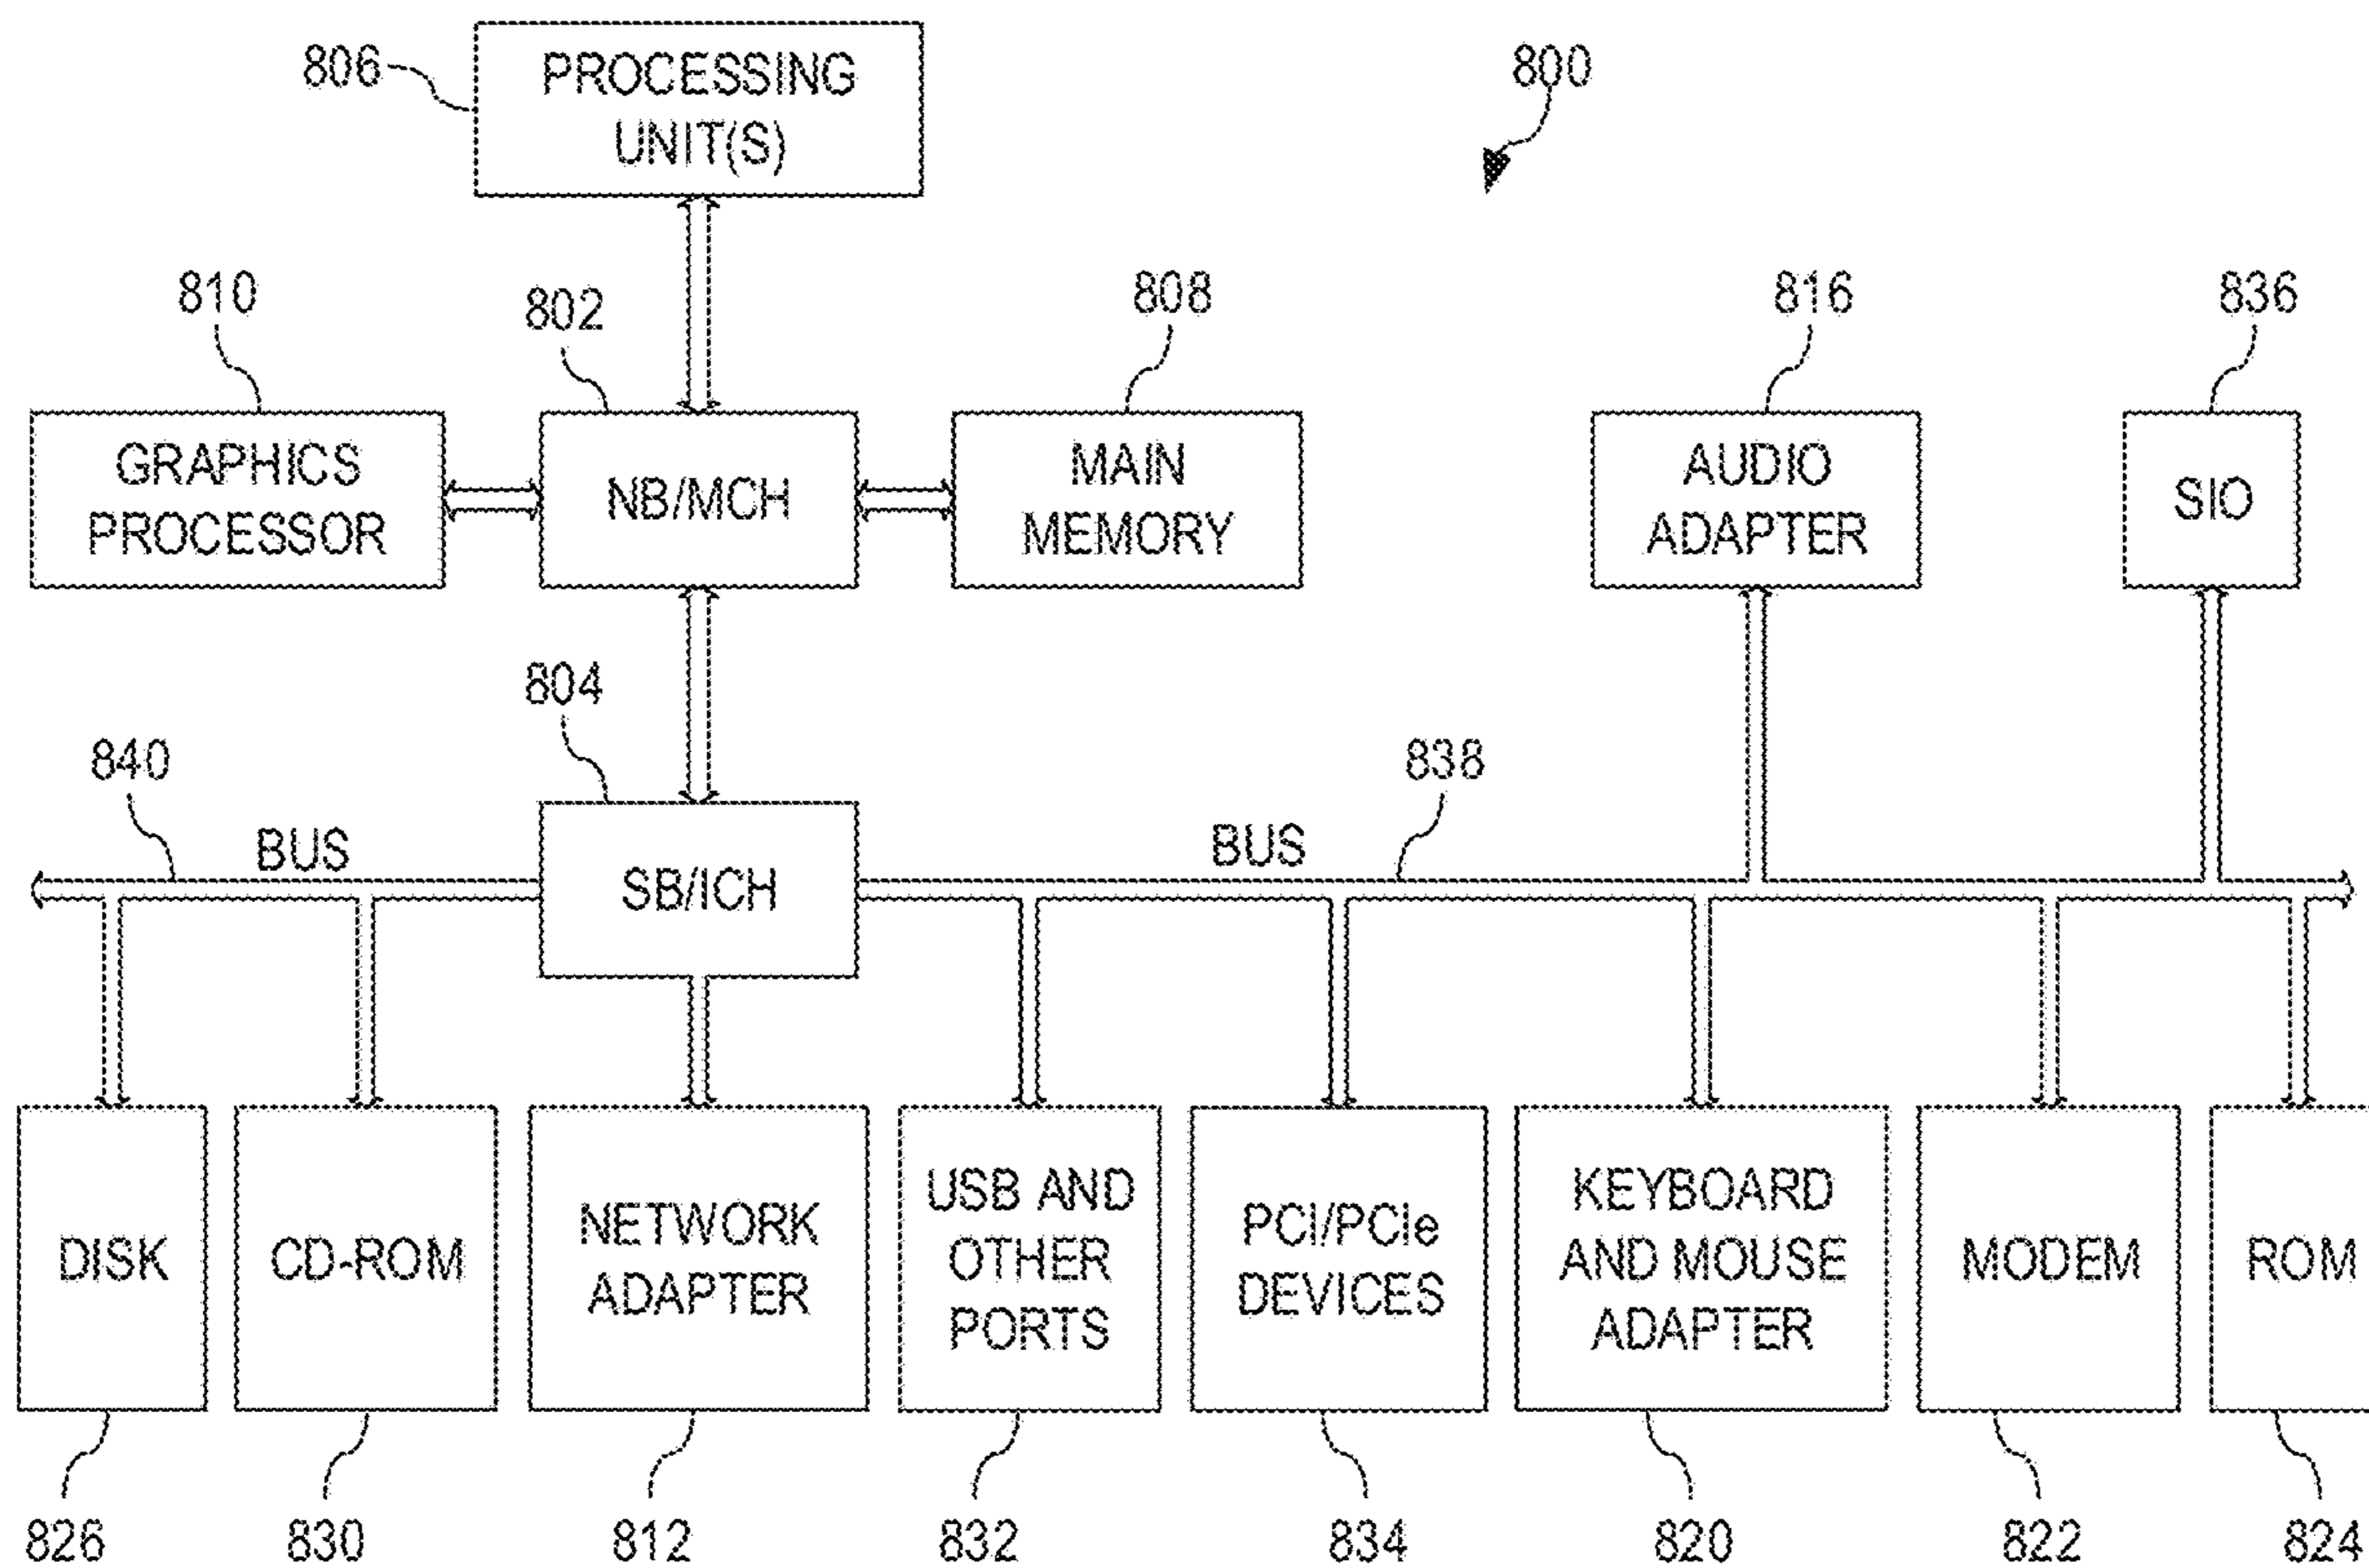 806
PROCESSING
UNIT(S)
800
810
802
808
816
836
GRAPHICS
PROCESSOR
NB/MCH
MAIN
MEMORY
AUDIO
ADAPTER
SIO
804
840
838
BUS
BUS
SB/ICH
DISK
CD-ROM
NETWORK
ADAPTER
USB AND
OTHER
PORTS
PCI/PCIe
DEVICES
KEYBOARD
AND MOUSE
ADAPTER
MODEM
ROM
826
830
812
832
834
820
822
824